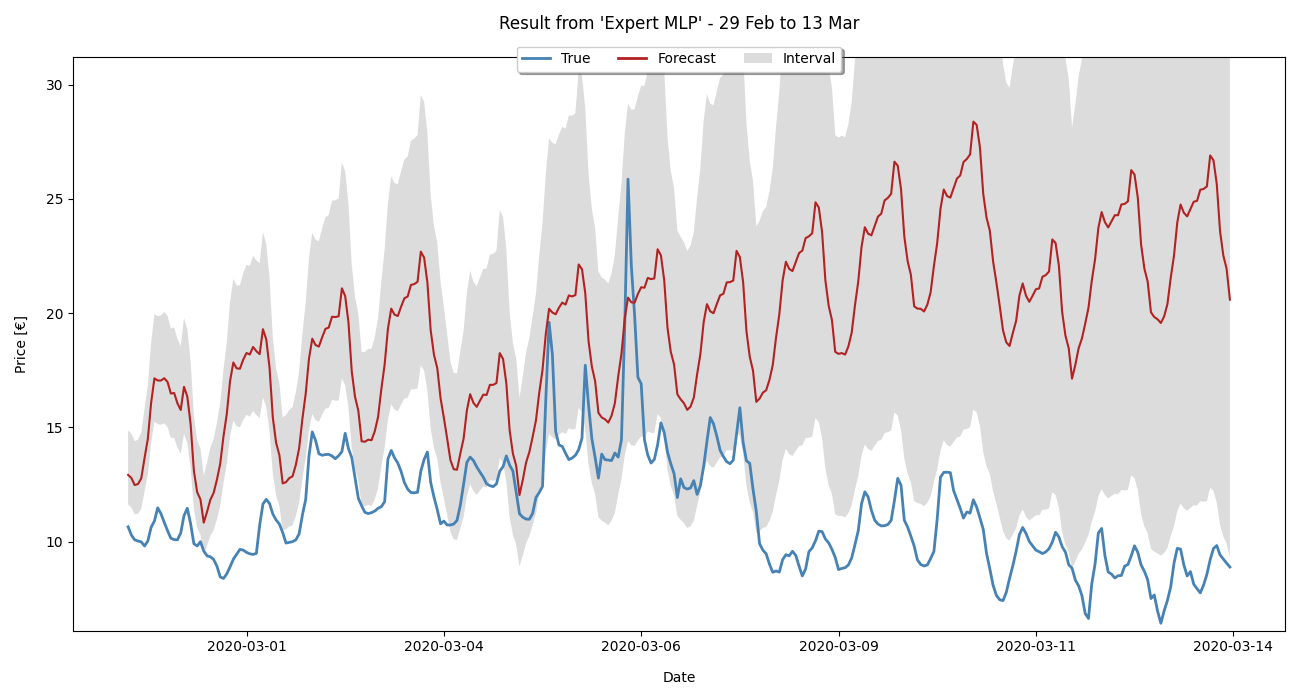 Result from 'Expert MLP' - 29 Feb to 13 Mar
True Forecast Interval
30
25
20
15
10
Price [€]
2020-03-01 2020-03-04 2020-03-06 2020-03-09 2020-03-11 2020-03-14
Date